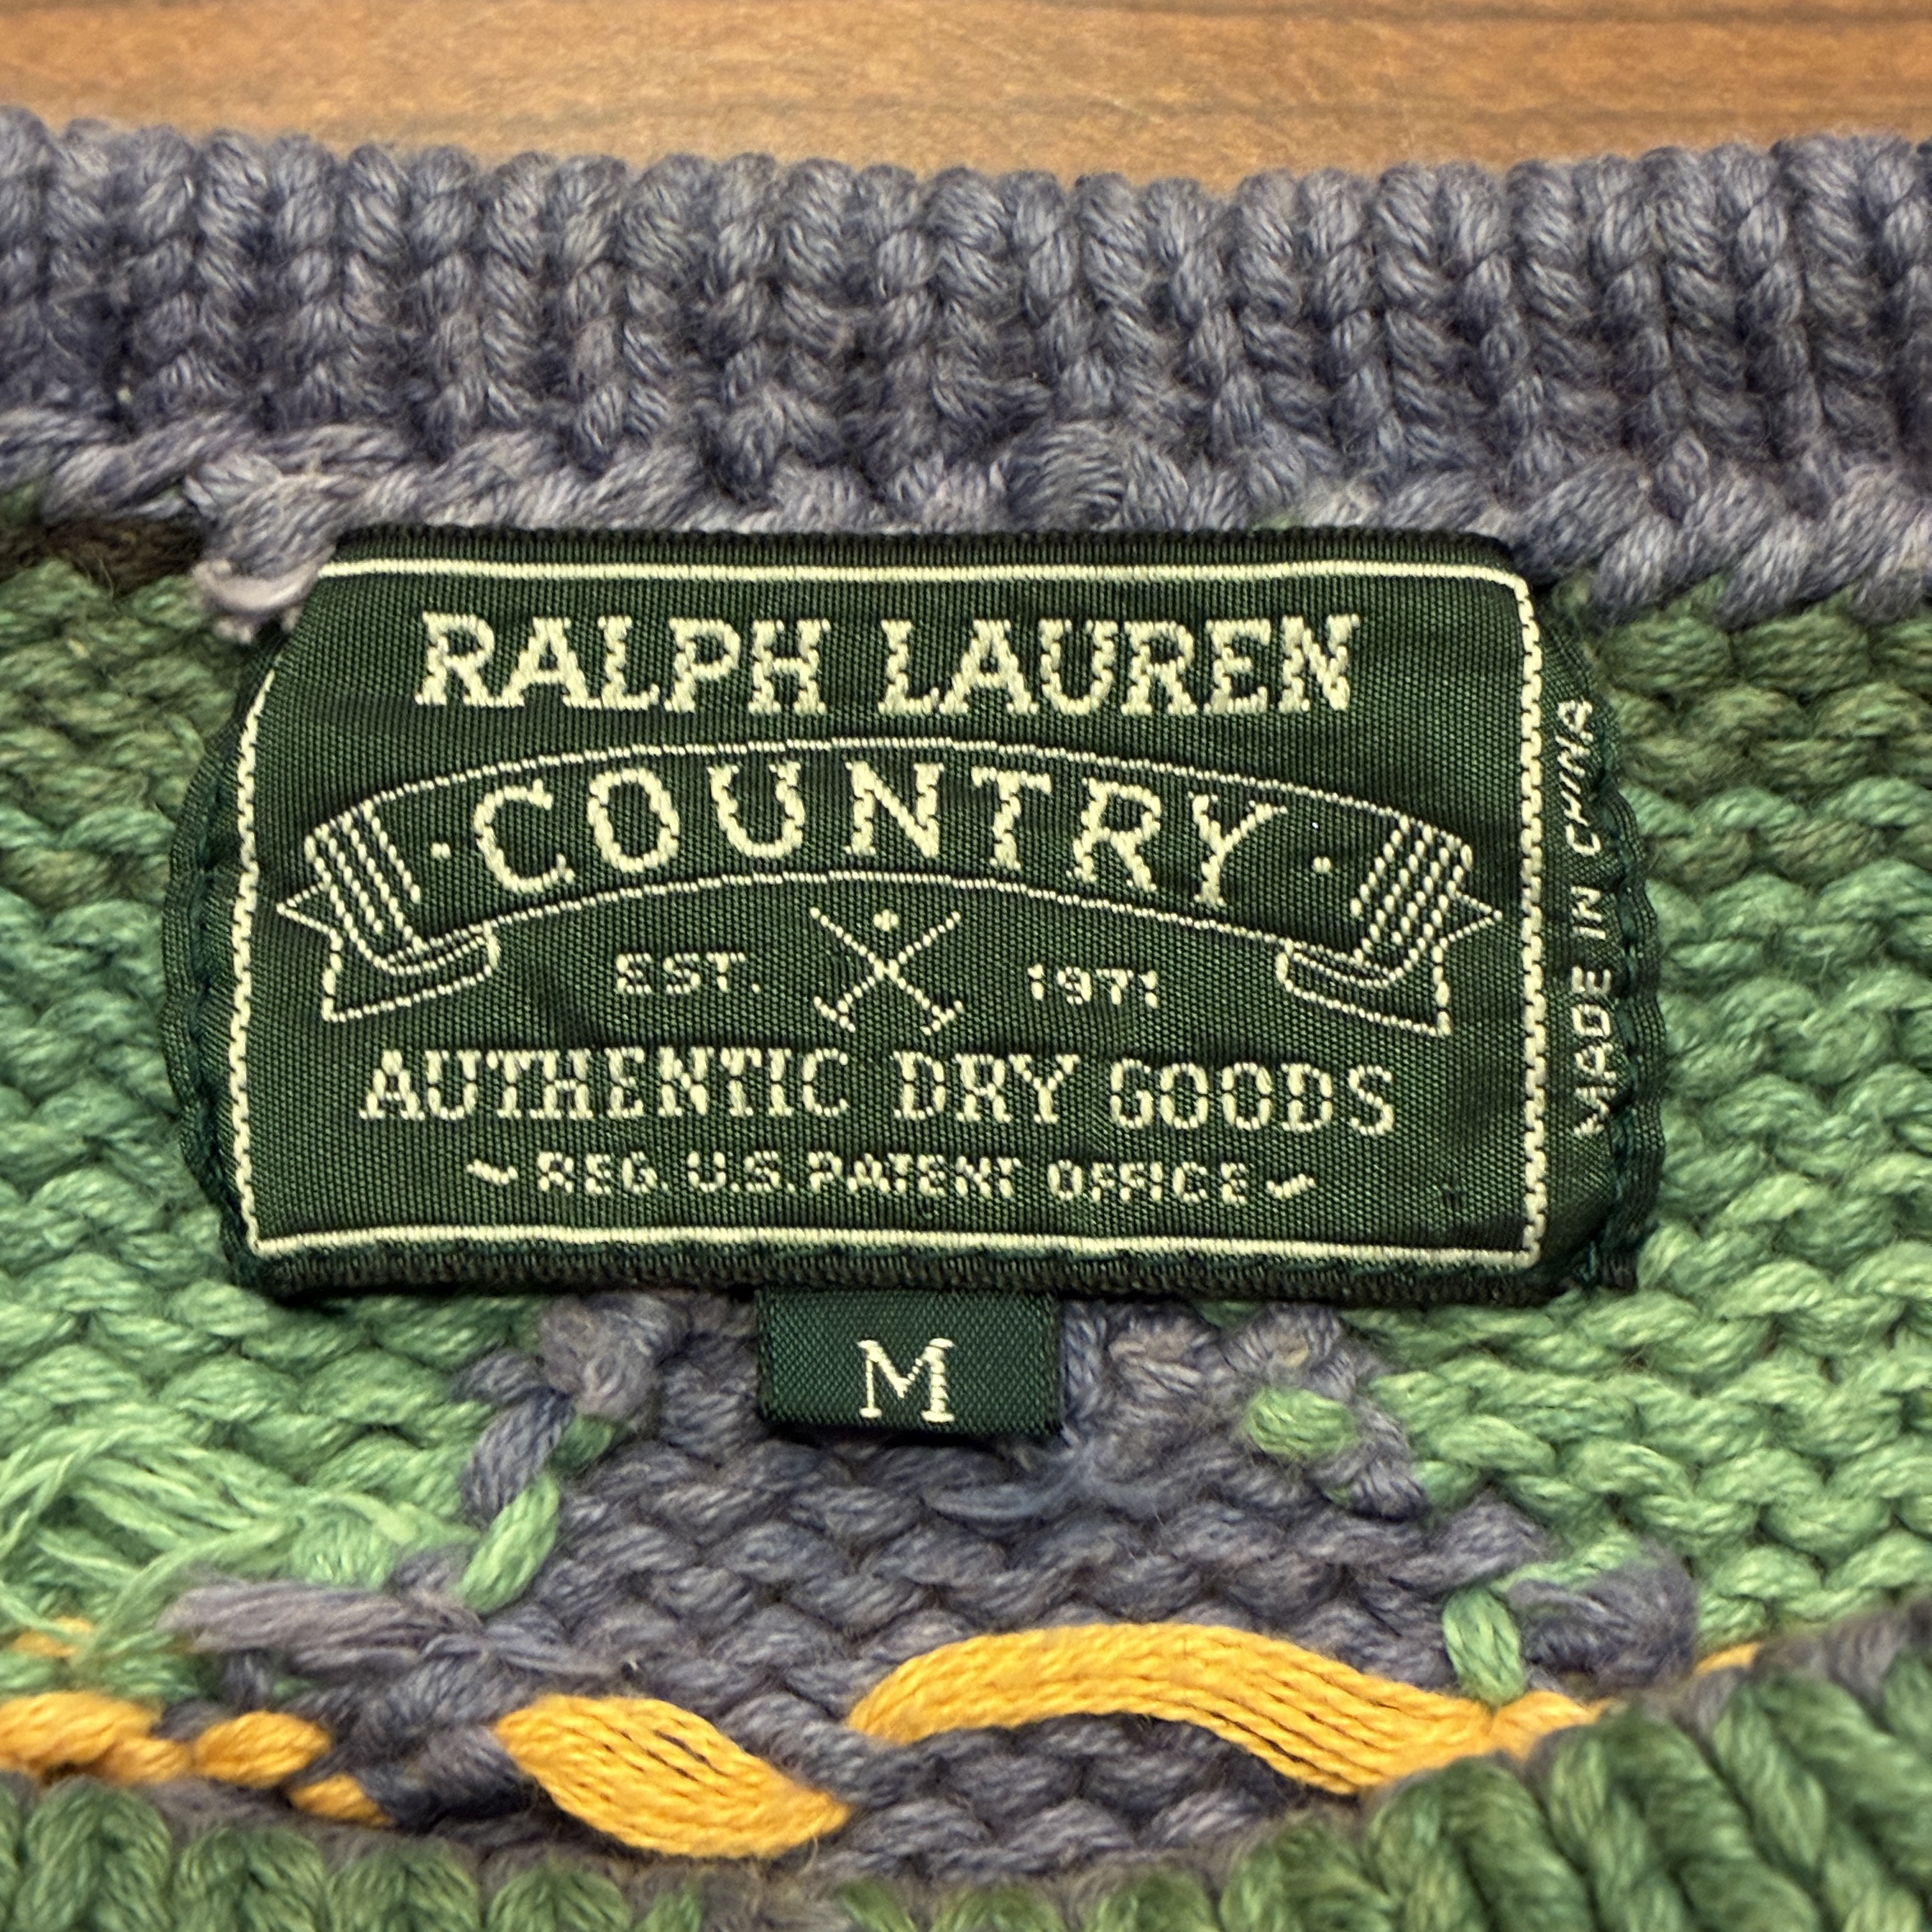 RALPH LAUREN
· COUNTRY ·
EST. 1971
AUTHENTIC DRY GOODS
~REG. U.S. PATENT OFFICE~
MADE IN CHINA
M